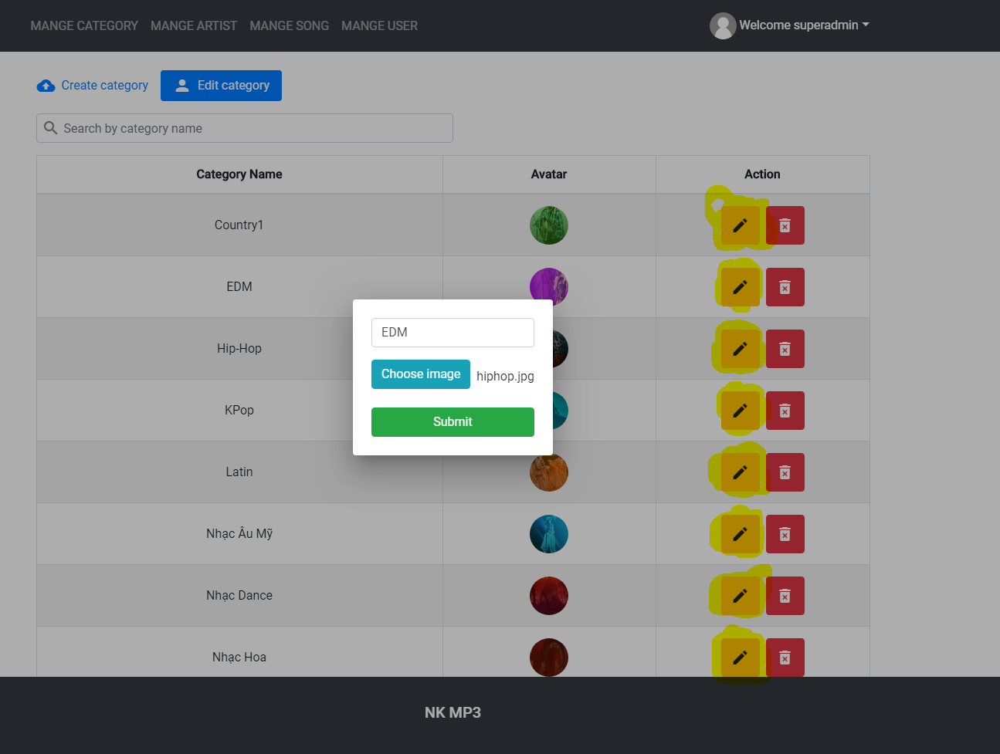 MANGE CATEGORY MANGE ARTIST MANGE SONG MANGE USER Welcome superadmin
Create category Edit category
Search by category name
Category Name Avatar Action
Country1
EDM
Hip-Hop
KPop
Latin
Nhạc Âu Mỹ
Nhạc Dance
Nhạc Hoa
EDM
Choose image hiphop.jpg
Submit
NK MP3